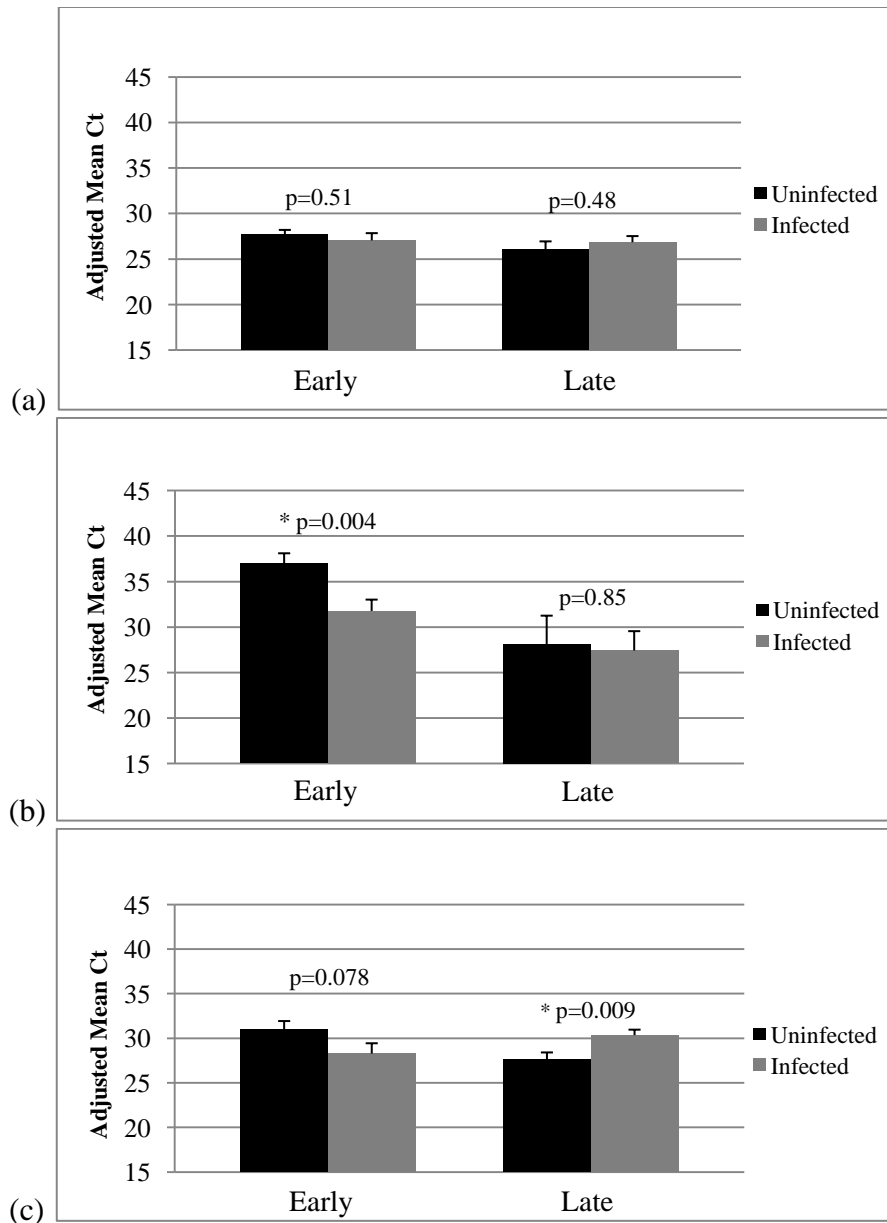 45
40
35
30
25
20
15
Adjusted Mean Ct
p=0.51
p=0.48
Uninfected
Infected
Early
Late
(a)
45
40
35
30
25
20
15
Adjusted Mean Ct
* p=0.004
p=0.85
Uninfected
Infected
Early
Late
(b)
45
40
35
30
25
20
15
Adjusted Mean Ct
p=0.078
* p=0.009
Uninfected
Infected
Early
Late
(c)